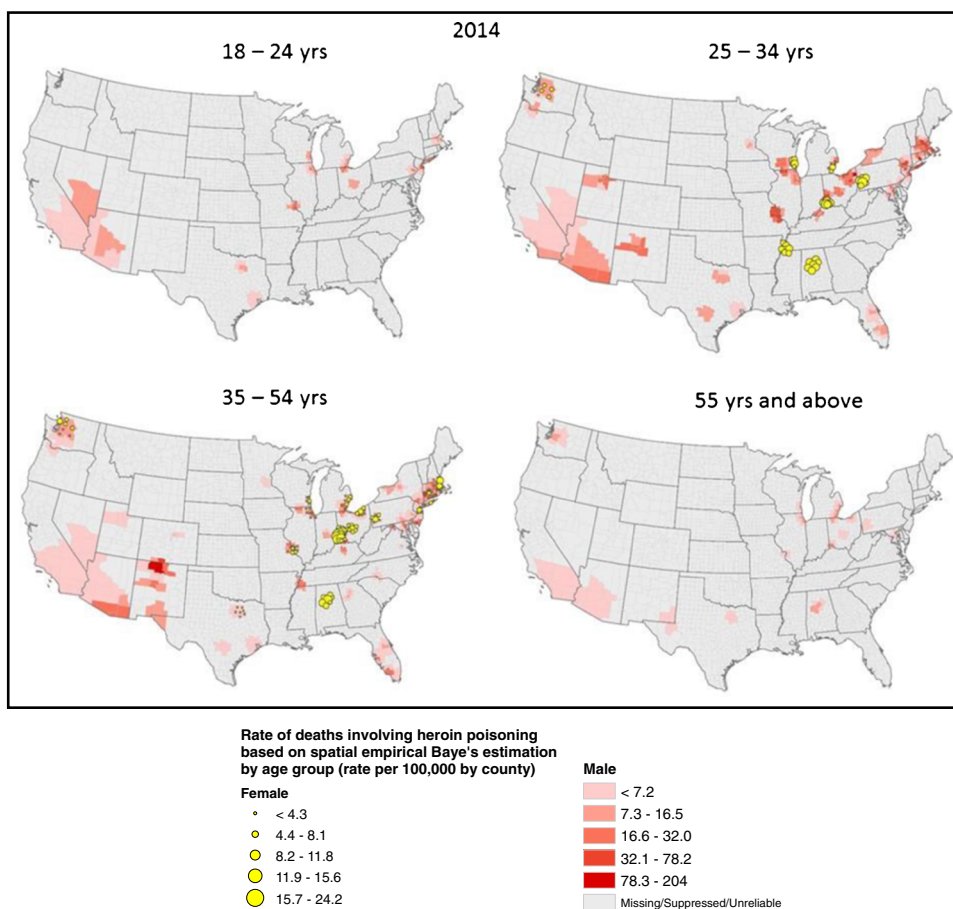 2014
18 – 24 yrs
25 – 34 yrs
35 – 54 yrs
55 yrs and above
Rate of deaths involving heroin poisoning
based on spatial empirical Baye's estimation
by age group (rate per 100,000 by county)
Female
< 4.3
4.4 - 8.1
8.2 - 11.8
11.9 - 15.6
15.7 - 24.2
Male
< 7.2
7.3 - 16.5
16.6 - 32.0
32.1 - 78.2
78.3 - 204
Missing/Suppressed/Unreliable